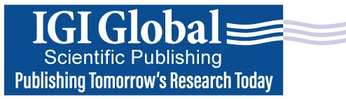 IGI Global
Scientific Publishing
Publishing Tomorrow's Research Today